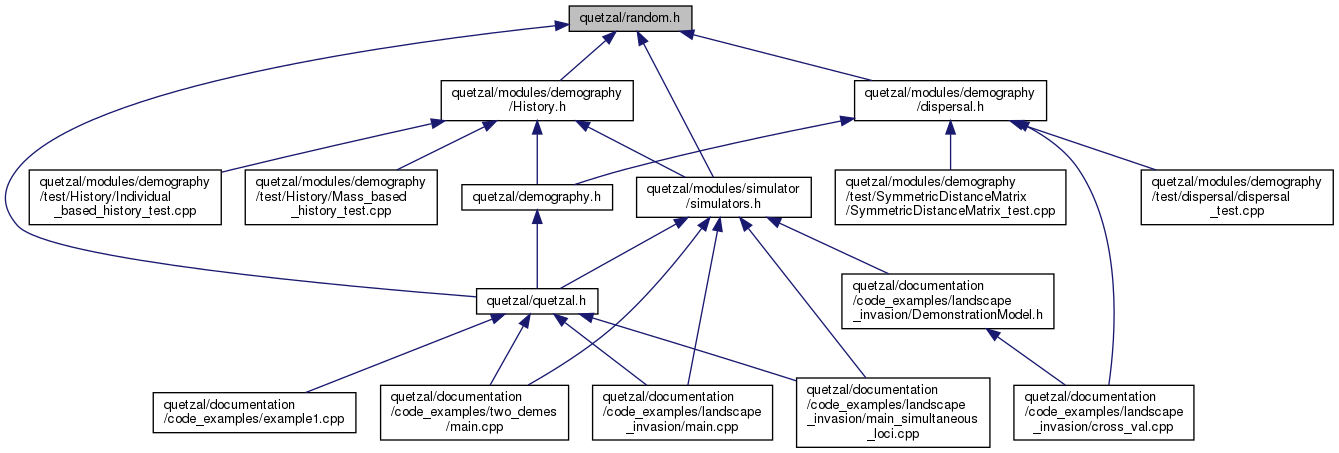 quetzal/random.h
quetzal/modules/demography
/History.h
quetzal/modules/demography
/dispersal.h
quetzal/modules/demography
/test/History/Individual
_based_history_test.cpp
quetzal/modules/demography
/test/History/Mass_based
_history_test.cpp
quetzal/demography.h
quetzal/modules/simulator
/simulators.h
quetzal/modules/demography
/test/SymmetricDistanceMatrix
/SymmetricDistanceMatrix_test.cpp
quetzal/modules/demography
/test/dispersal/dispersal
_test.cpp
quetzal/quetzal.h
quetzal/documentation
/code_examples/landscape
_invasion/DemonstrationModel.h
quetzal/documentation
/code_examples/example1.cpp
quetzal/documentation
/code_examples/two_demes
/main.cpp
quetzal/documentation
/code_examples/landscape
_invasion/main.cpp
quetzal/documentation
/code_examples/landscape
_invasion/main_simultaneous
_loci.cpp
quetzal/documentation
/code_examples/landscape
_invasion/cross_val.cpp